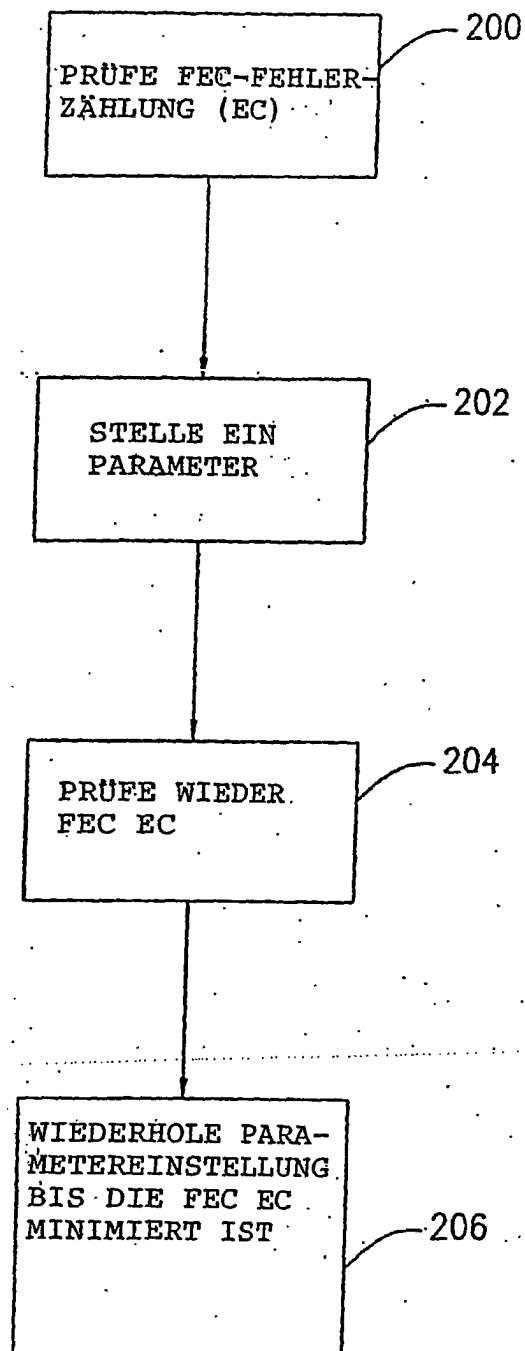 200
PRÜFE FEC-FEHLER-
ZÄHLUNG (EC)
202
STELLE EIN
PARAMETER
204
PRÜFE WIEDER
FEC EC
WIEDERHOLE PARA-
METEREINSTELLUNG
BIS DIE FEC EC
MINIMIERT IST
206